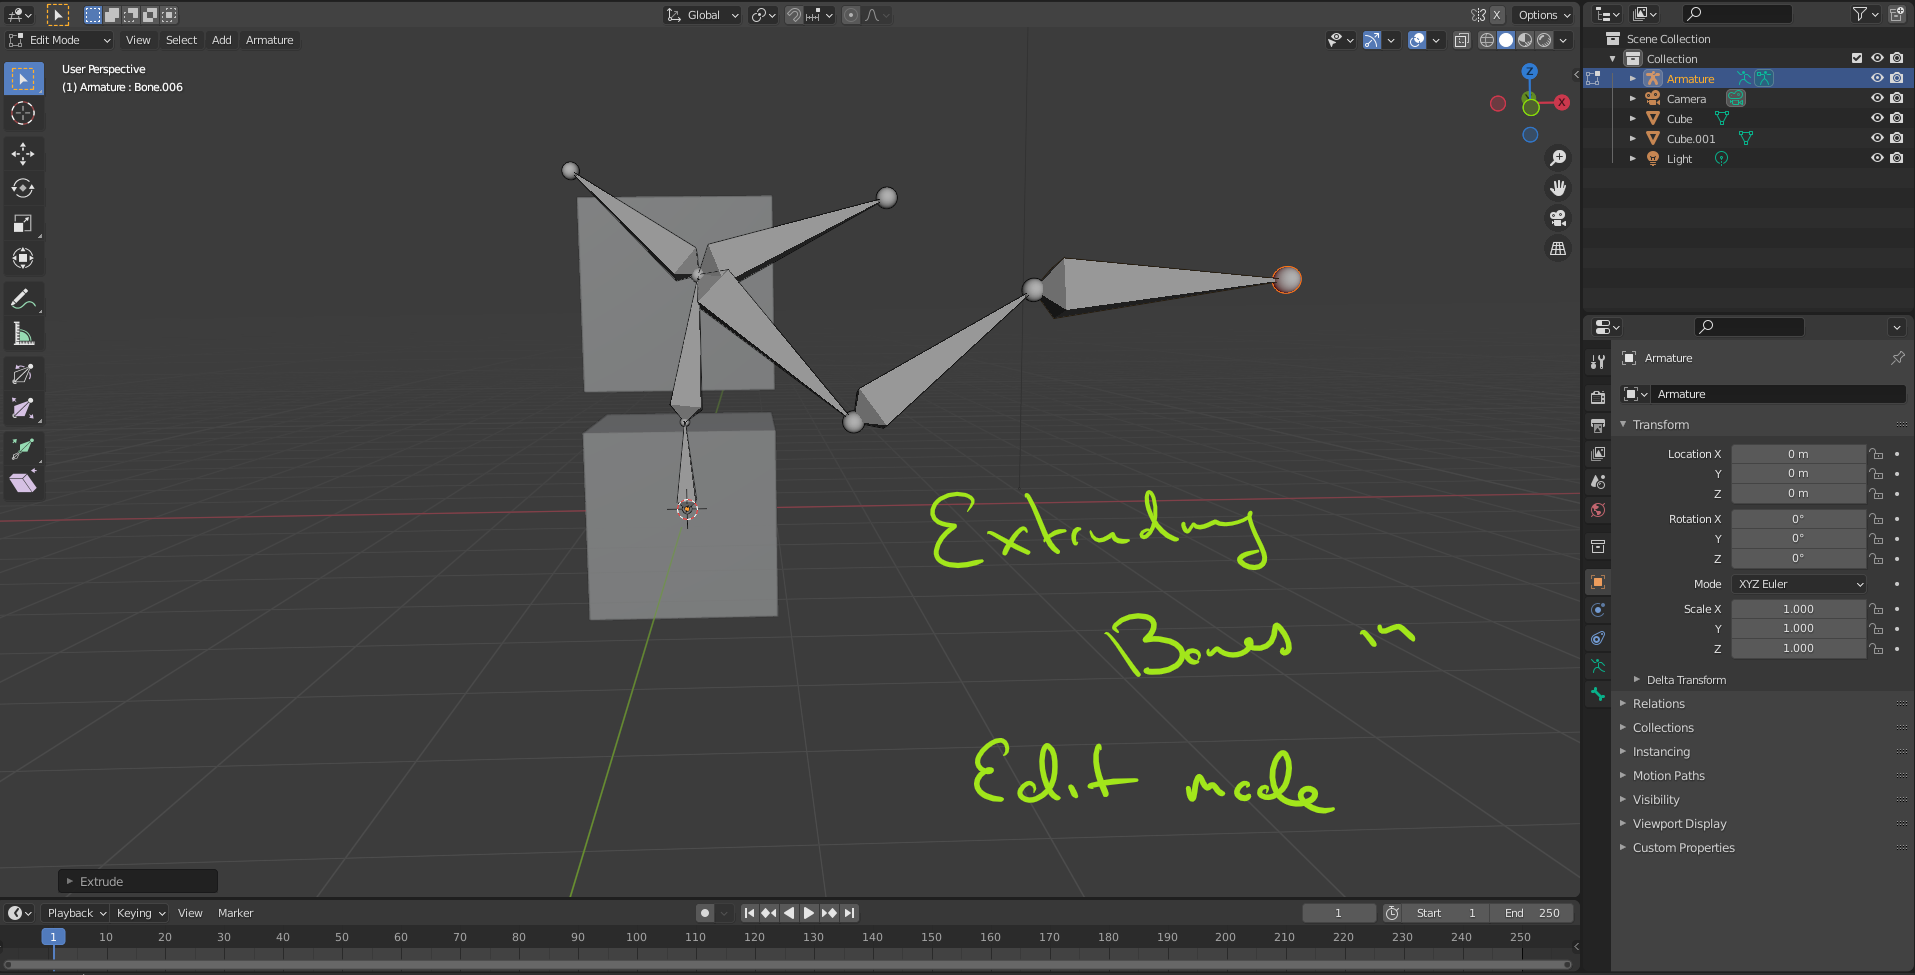 Global
X
Options
Edit Mode
View
Select
Add
Armature
User Perspective
(1) Armature : Bone.006
Z
X
Extruding
Bones in
Edit mode
Extrude
Scene Collection
Collection
Armature
Camera
Cube
Cube.001
Light
Armature
Armature
Transform
Location X 0 m
Y 0 m
Z 0 m
Rotation X 0°
Y 0°
Z 0°
Mode XYZ Euler
Scale X 1.000
Y 1.000
Z 1.000
Delta Transform
Relations
Collections
Instancing
Motion Paths
Visibility
Viewport Display
Custom Properties
Playback Keying View Marker
1 Start 1 End 250
1 10 20 30 40 50 60 70 80 90 100 110 120 130 140 150 160 170 180 190 200 210 220 230 240 250